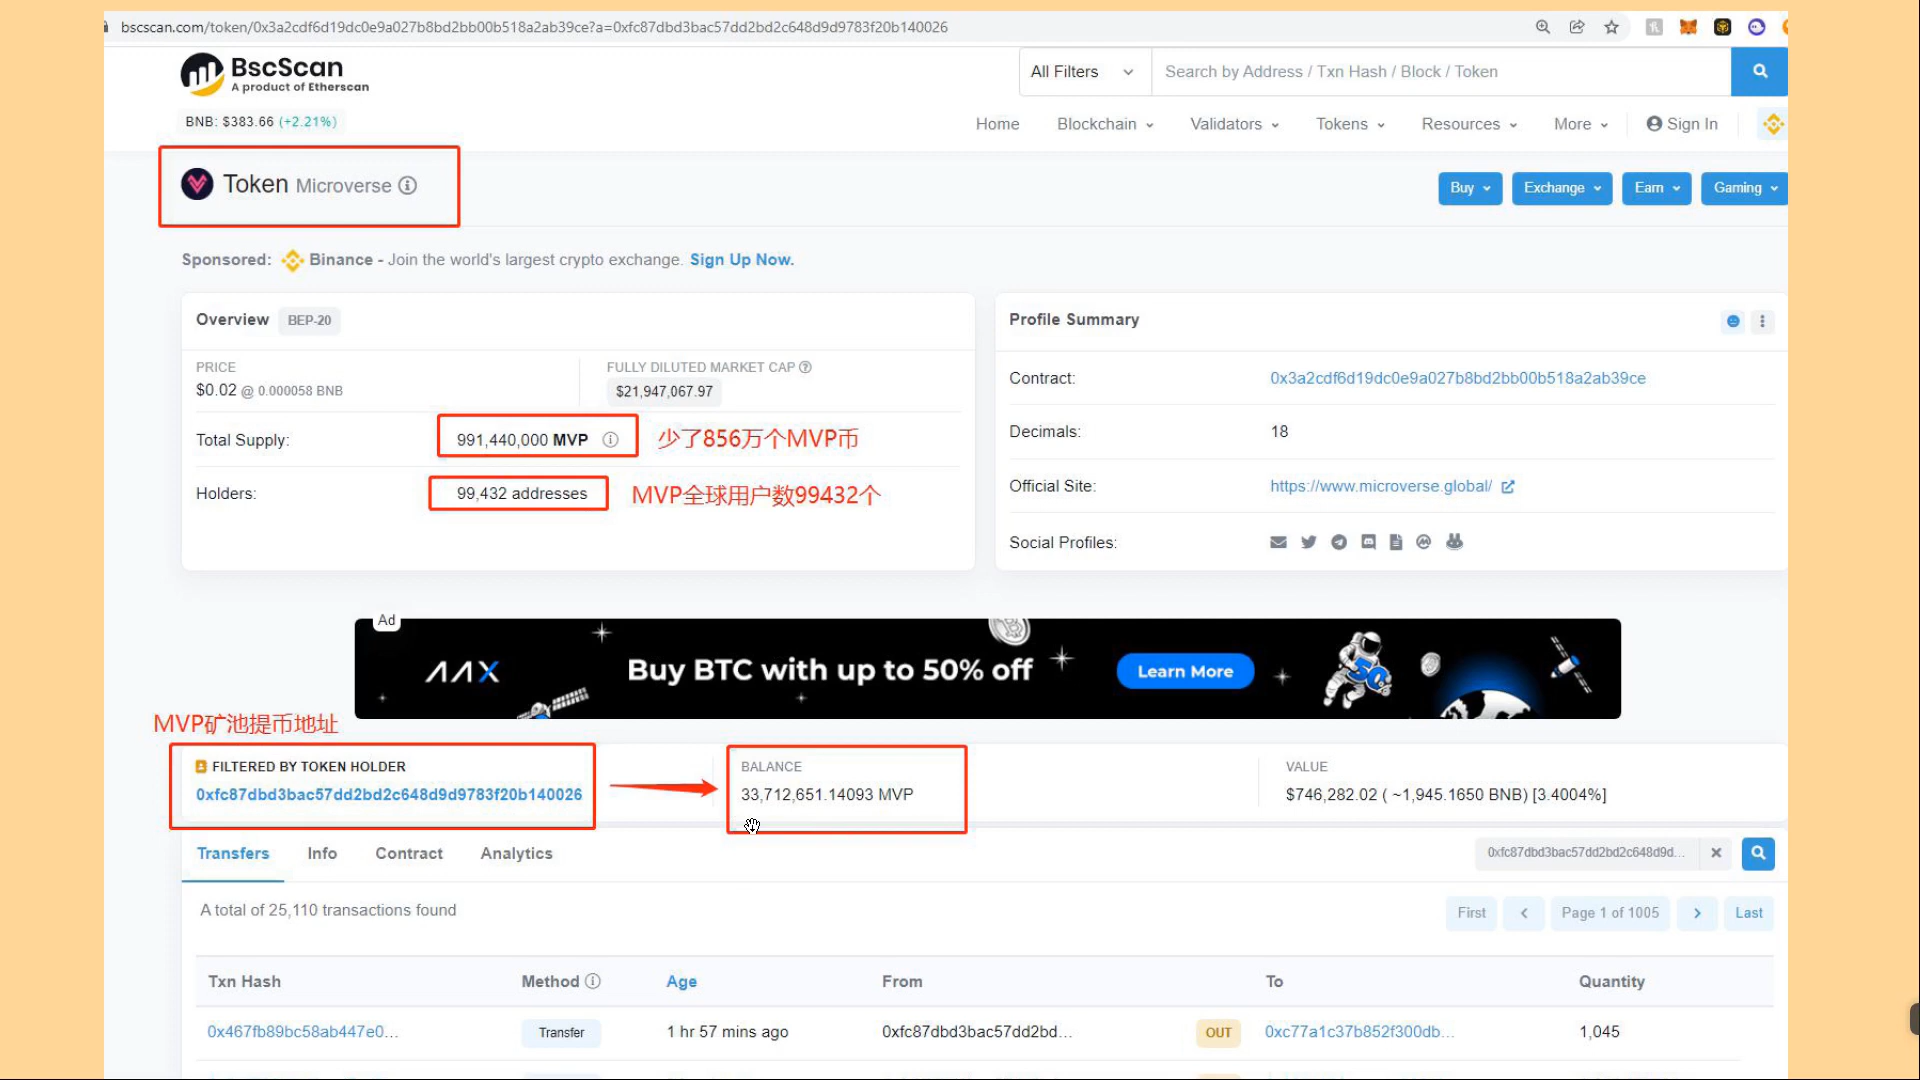 bscscan.com/token/0x3a2cdf6d19dc0e9a027b8bd2bb00b518a2ab39ce?a=0xfc87dbd3bac57dd2bd2c648d9d9783f20b140026
BscScan
A product of Etherscan
All Filters
Search by Address / Txn Hash / Block / Token
BNB: $383.66 (+2.21%)
Home Blockchain Validators Tokens Resources More Sign In
Token Microverse
Buy Exchange Earn Gaming
Sponsored: Binance - Join the world's largest crypto exchange. Sign Up Now.
Overview BEP-20
Profile Summary
PRICE
$0.02 @ 0.000058 BNB
FULLY DILUTED MARKET CAP
$21,947,067.97
Total Supply: 991,440,000 MVP 少了856万个MVP币
Holders: 99,432 addresses MVP全球用户数99432个
Contract: 0x3a2cdf6d19dc0e9a027b8bd2bb00b518a2ab39ce
Decimals: 18
Official Site: https://www.microverse.global/
Social Profiles:
Ad
AAX
Buy BTC with up to 50% off
Learn More
50%
MVP矿池提币地址
FILTERED BY TOKEN HOLDER
0xfc87dbd3bac57dd2bd2c648d9d9783f20b140026
BALANCE
33,712,651.14093 MVP
VALUE
$746,282.02 ( ~1,945.1650 BNB) [3.4004%]
Transfers Info Contract Analytics
0xfc87dbd3bac57dd2bd2c648d9d...
A total of 25,110 transactions found
First Page 1 of 1005 Last
Txn Hash Method Age From To Quantity
0x467fb89bc58ab447e0... Transfer 1 hr 57 mins ago 0xfc87dbd3bac57dd2bd... OUT 0xc77a1c37b852f300db... 1,045